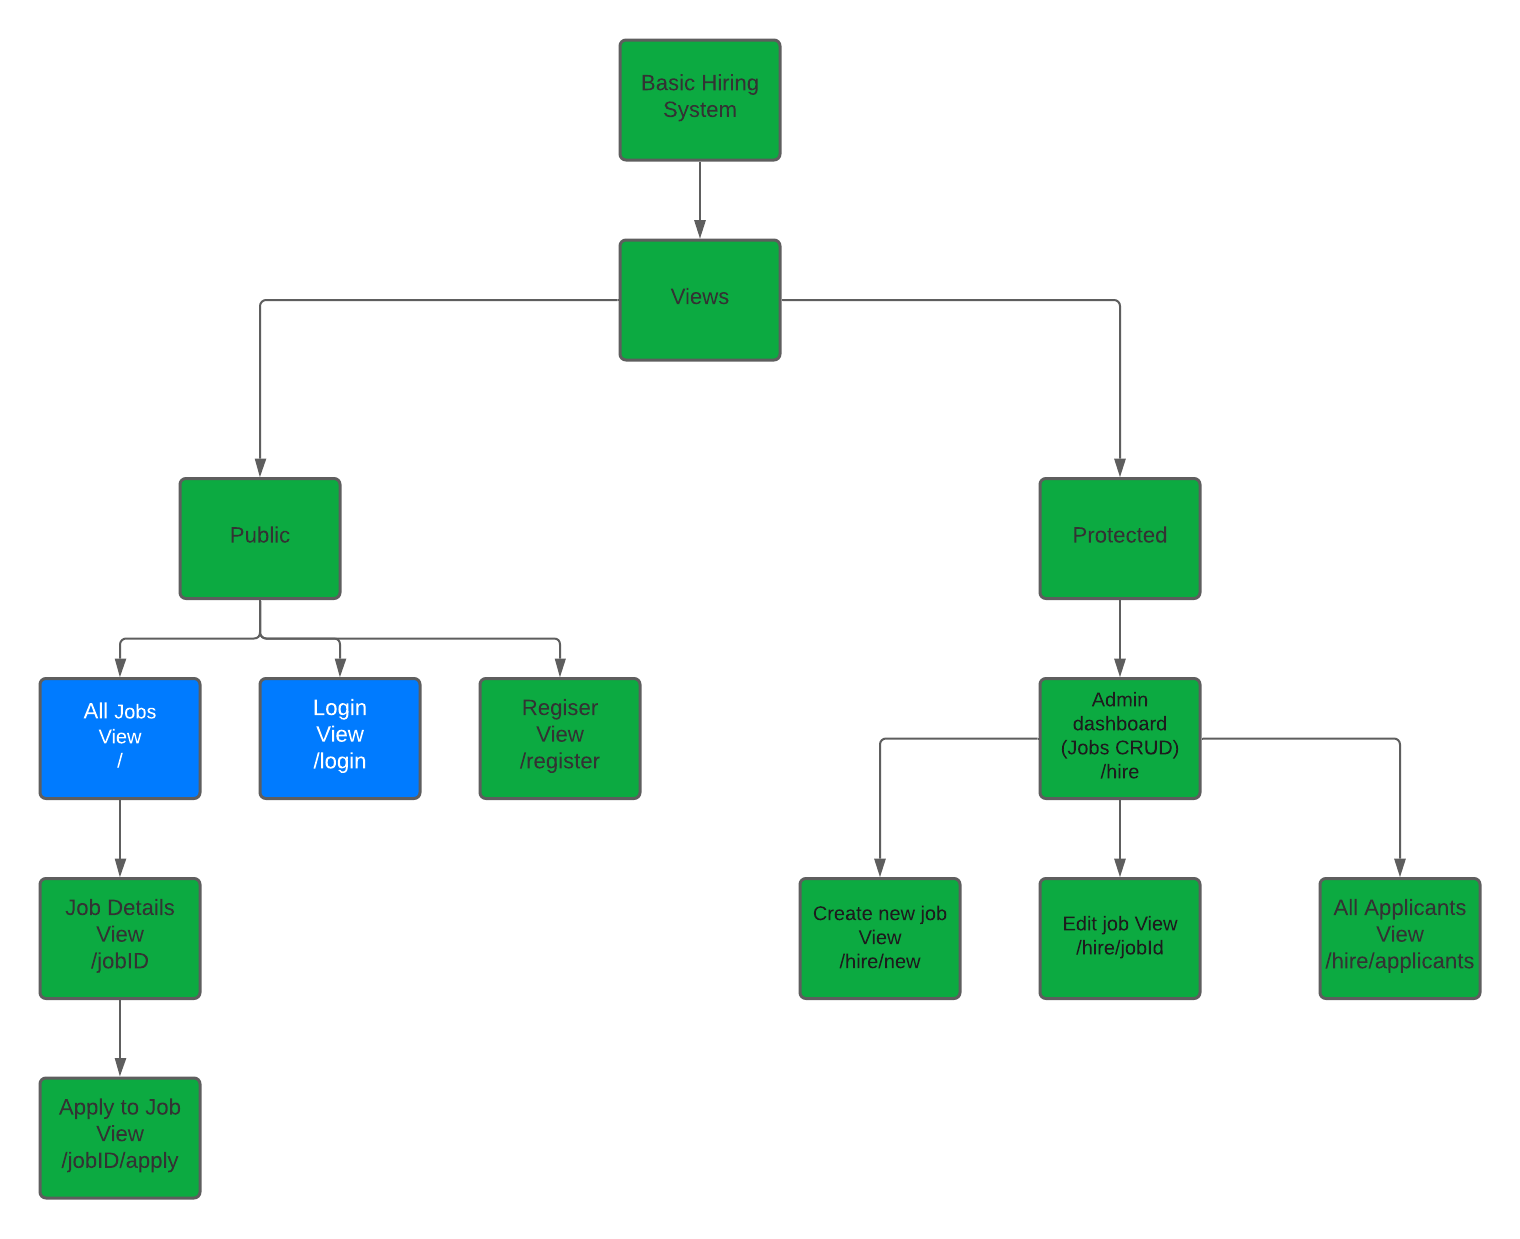 Basic Hiring
System
Views
Public
Protected
All Jobs
View
/
Login
View
/login
Regiser
View
/register
Admin
dashboard
(Jobs CRUD)
/hire
Job Details
View
/jobID
Create new job
View
/hire/new
Edit job View
/hire/jobId
All Applicants
View
/hire/applicants
Apply to Job
View
/jobID/apply